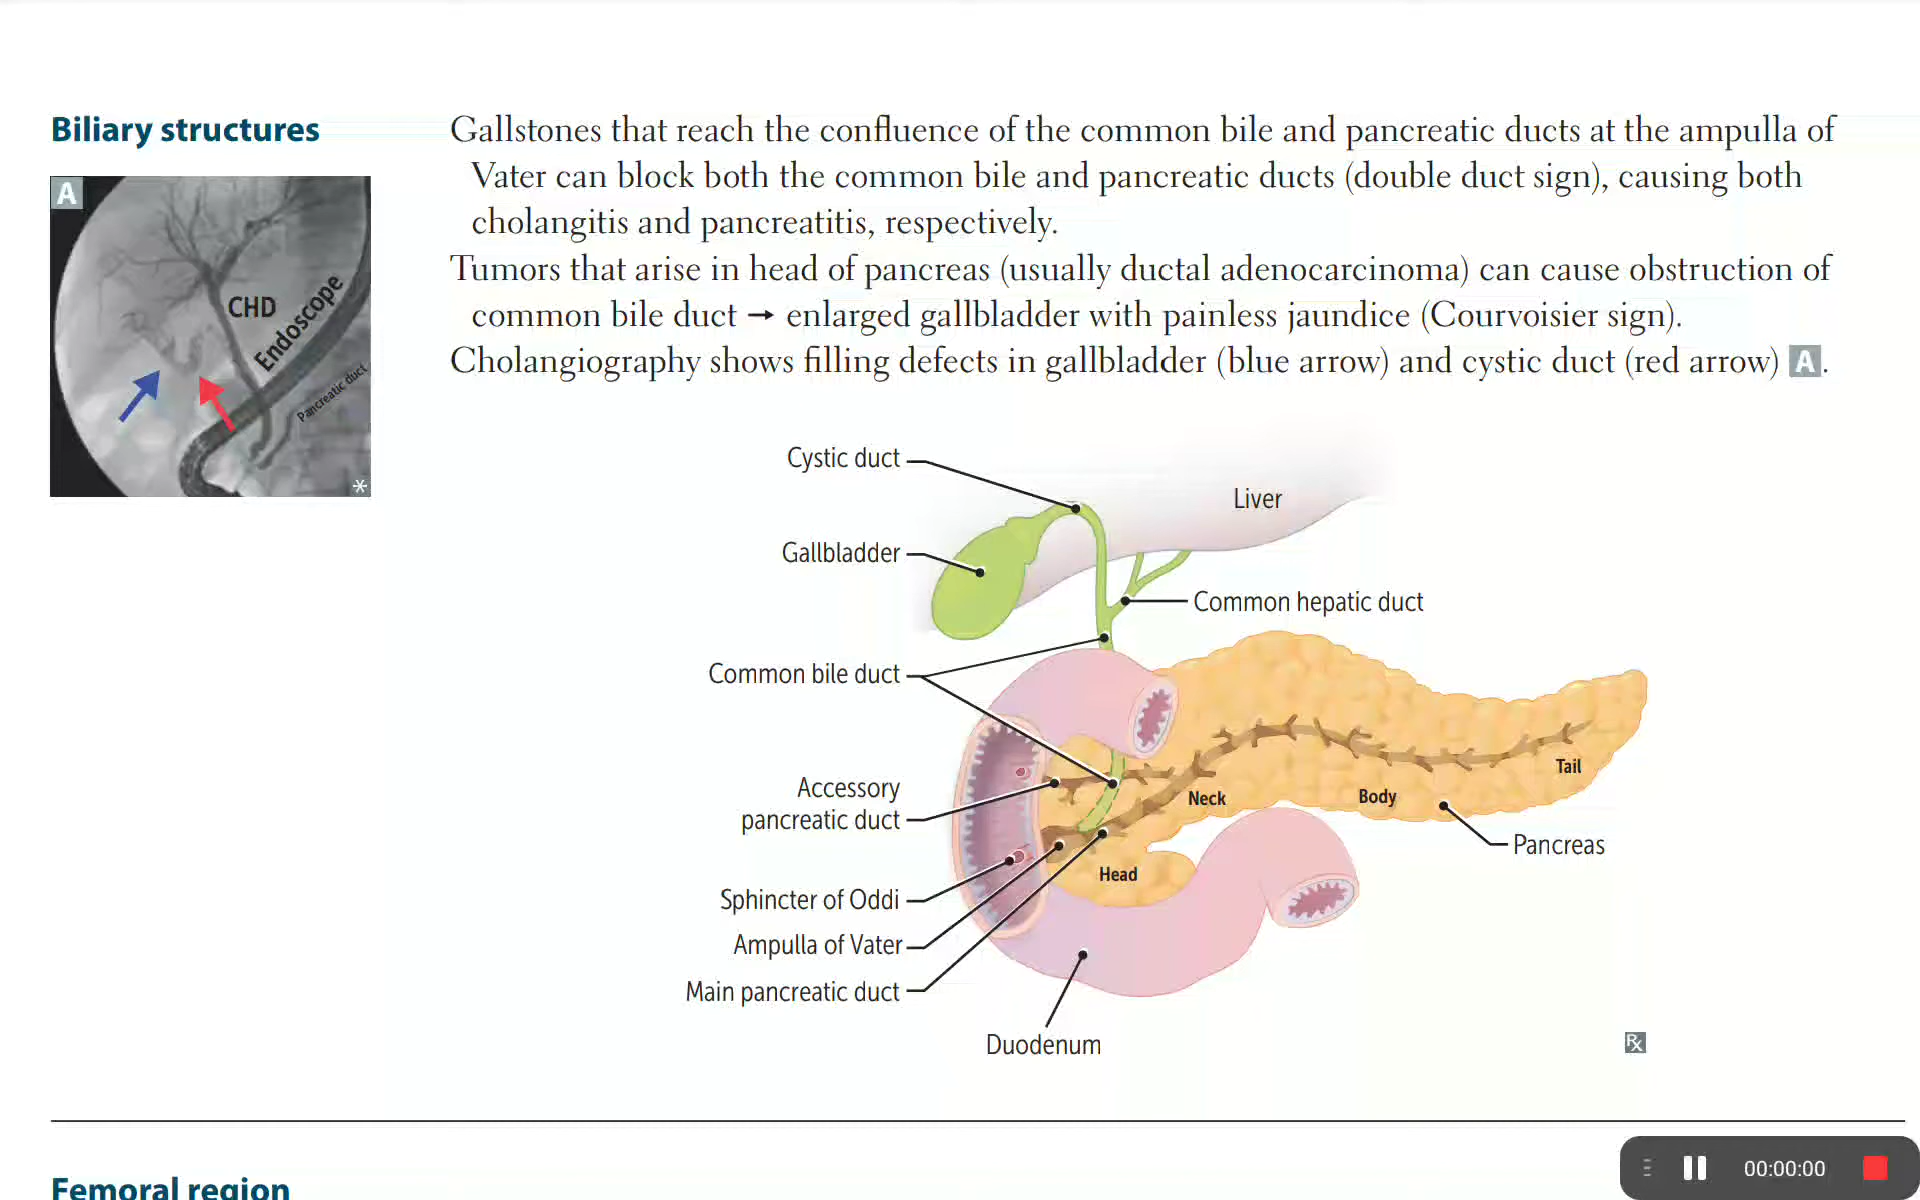 Biliary structures
Gallstones that reach the confluence of the common bile and pancreatic ducts at the ampulla of
Vater can block both the common bile and pancreatic ducts (double duct sign), causing both
cholangitis and pancreatitis, respectively.
Tumors that arise in head of pancreas (usually ductal adenocarcinoma) can cause obstruction of
common bile duct → enlarged gallbladder with painless jaundice (Courvoisier sign).
Cholangiography shows filling defects in gallbladder (blue arrow) and cystic duct (red arrow) A.
A
CHD
Endoscope
Pancreatic duct
*
Cystic duct
Liver
Gallbladder
Common hepatic duct
Common bile duct
Tail
Accessory
pancreatic duct
Neck
Body
Pancreas
Head
Sphincter of Oddi
Ampulla of Vater
Main pancreatic duct
Duodenum
Rx
Femoral region
00:00:00